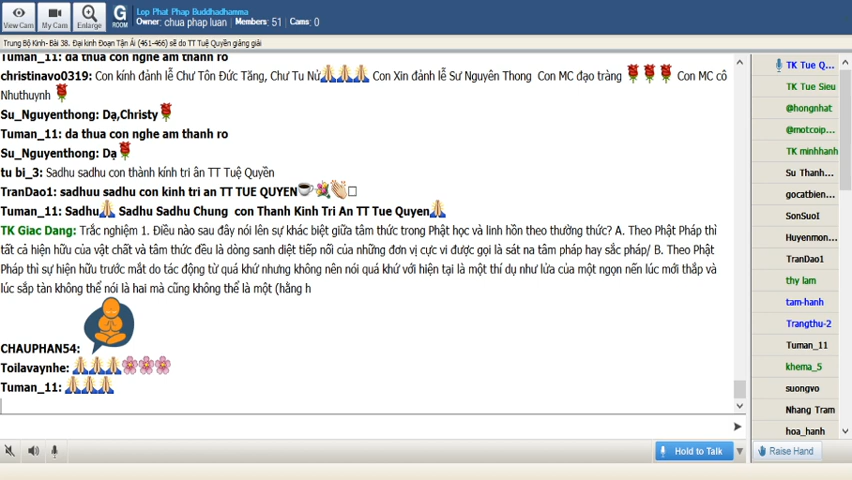 Lop Phat Phap Buddhadhamma
Owner: chua phap luan | Members: 51 | Cams: 0
View Cam
My Cam
Enlarge
G
ROOM
Trung Bộ Kinh- Bài 38. Đại kinh Đoạn Tận Ái (461-466) sẽ do TT Tuệ Quyền giảng giải
Tuman_11: da thua con nghe am thanh ro
christinavo0319: Con kính đảnh lễ Chư Tôn Đức Tăng, Chư Tu Nữ Con Xin đảnh lễ Sư Nguyên Thong Con MC đạo tràng Con MC cô
Nhuthuynh
Su_Nguyenthong: Dạ,Christy
Tuman_11: da thua con nghe am thanh ro
Su_Nguyenthong: Dạ
tu bi_3: Sadhu sadhu con thành kính tri ân TT Tuệ Quyền
TranDao1: sadhuu sadhu con kinh tri an TT TUE QUYEN
Tuman_11: Sadhu Sadhu Sadhu Chung con Thanh Kinh Tri An TT Tue Quyen
TK Giac Dang: Trắc nghiệm 1. Điều nào sau đây nói lên sự khác biệt giữa tâm thức trong Phật học và linh hồn theo thường thức? A. Theo Phật Pháp thì
tất cả hiện hữu của vật chất và tâm thức đều là dòng sanh diệt tiếp nối của những đơn vị cực vi được gọi là sát na tâm pháp hay sắc pháp/ B. Theo Phật
Pháp thì sự hiện hữu trước mắt do tác động từ quá khứ nhưng không nên nói quá khứ với hiện tại là một thí dụ như lửa của một ngọn nến lúc mới thắp và
lúc sắp tàn không thể nói là hai mà cũng không thể là một (hằng h
CHAUPHAN54:
Toilavaynhe:
Tuman_11:
Hold to Talk
TK Tue Q...
TK Tue Sieu
@hongnhat
@motcoip...
TK minhhanh
Su Thanh...
gocatbien...
SonSuoI
Huyenmon...
TranDao1
thy lam
tam-hanh
Trangthu-2
Tuman_11
khema_5
suongvo
Nhang Tram
hoa_hanh
Raise Hand